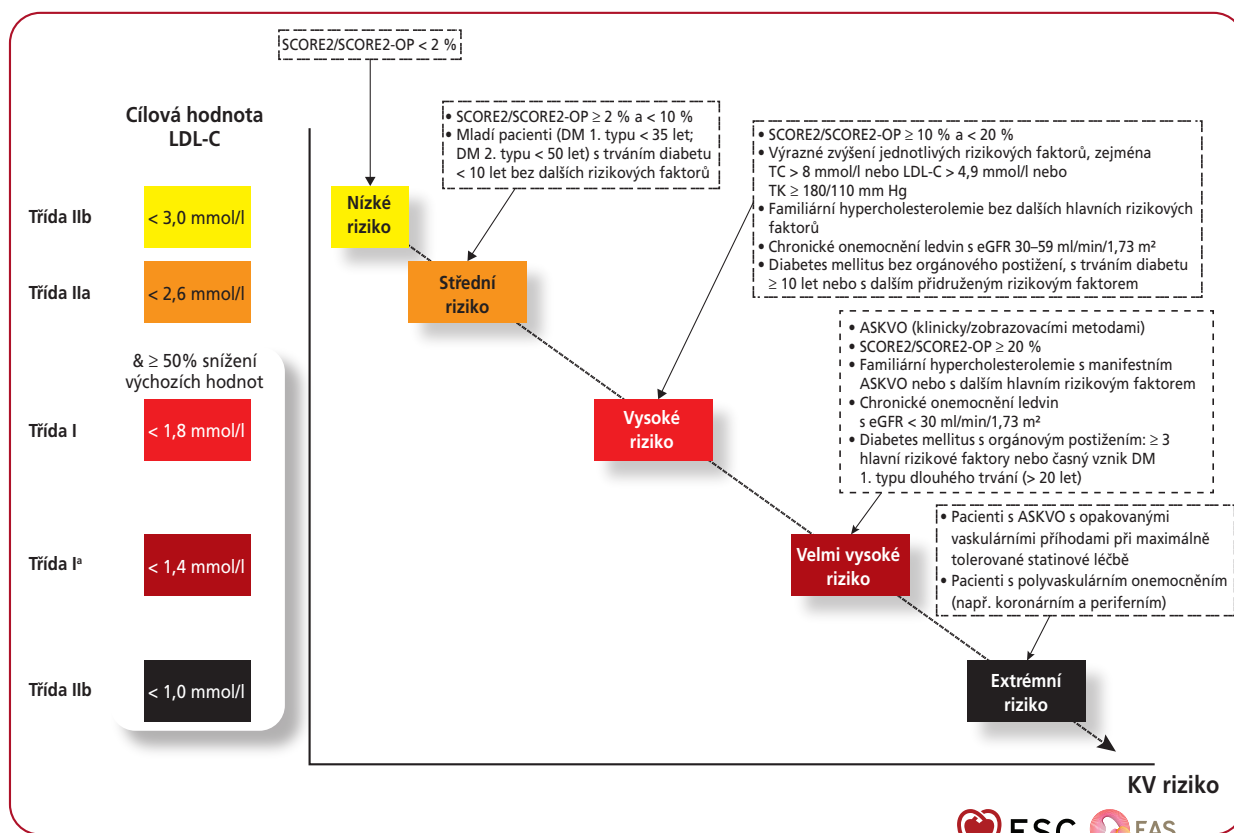 SCORE2/SCORE2-OP < 2 %
Cílová hodnota
LDL-C
• SCORE2/SCORE2-OP ≥ 2 % a < 10 %
• Mladí pacienti (DM 1. typu < 35 let;
DM 2. typu < 50 let) s trváním diabetu
< 10 let bez dalších rizikových faktorů
• SCORE2/SCORE2-OP ≥ 10 % a < 20 %
• Výrazné zvýšení jednotlivých rizikových faktorů, zejména
TC > 8 mmol/l nebo LDL-C > 4,9 mmol/l nebo
TK ≥ 180/110 mm Hg
• Familiární hypercholesterolemie bez dalších hlavních rizikových
faktorů
• Chronické onemocnění ledvin s eGFR 30–59 ml/min/1,73 m²
• Diabetes mellitus bez orgánového postižení, s trváním diabetu
≥ 10 let nebo s dalším přidruženým rizikovým faktorem
Třída IIb
< 3,0 mmol/l
Nízké
riziko
Třída IIa
< 2,6 mmol/l
Střední
riziko
• ASKVO (klinicky/zobrazovacími metodami)
• SCORE2/SCORE2-OP ≥ 20 %
• Familiární hypercholesterolemie s manifestním
ASKVO nebo s dalším hlavním rizikovým faktorem
• Chronické onemocnění ledvin
s eGFR < 30 ml/min/1,73 m²
• Diabetes mellitus s orgánovým postižením: ≥ 3
hlavní rizikové faktory nebo časný vznik DM
1. typu dlouhého trvání (> 20 let)
& ≥ 50% snížení
výchozích hodnot
Třída I
< 1,8 mmol/l
Vysoké
riziko
• Pacienti s ASKVO s opakovanými
vaskulárními příhodami při maximálně
tolerované statinové léčbě
• Pacienti s polyvaskulárním onemocněním
(např. koronárním a periferním)
Třída Iª
< 1,4 mmol/l
Velmi vysoké
riziko
Třída IIb
< 1,0 mmol/l
Extrémní
riziko
KV riziko
ESC EAS